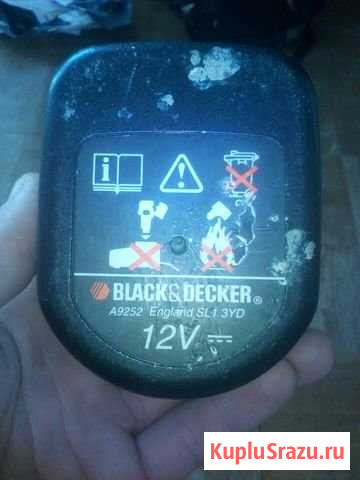 i
!
BLACK&DECKER®
A9252 England SL1 3YD
12V
KupluSrazu.ru